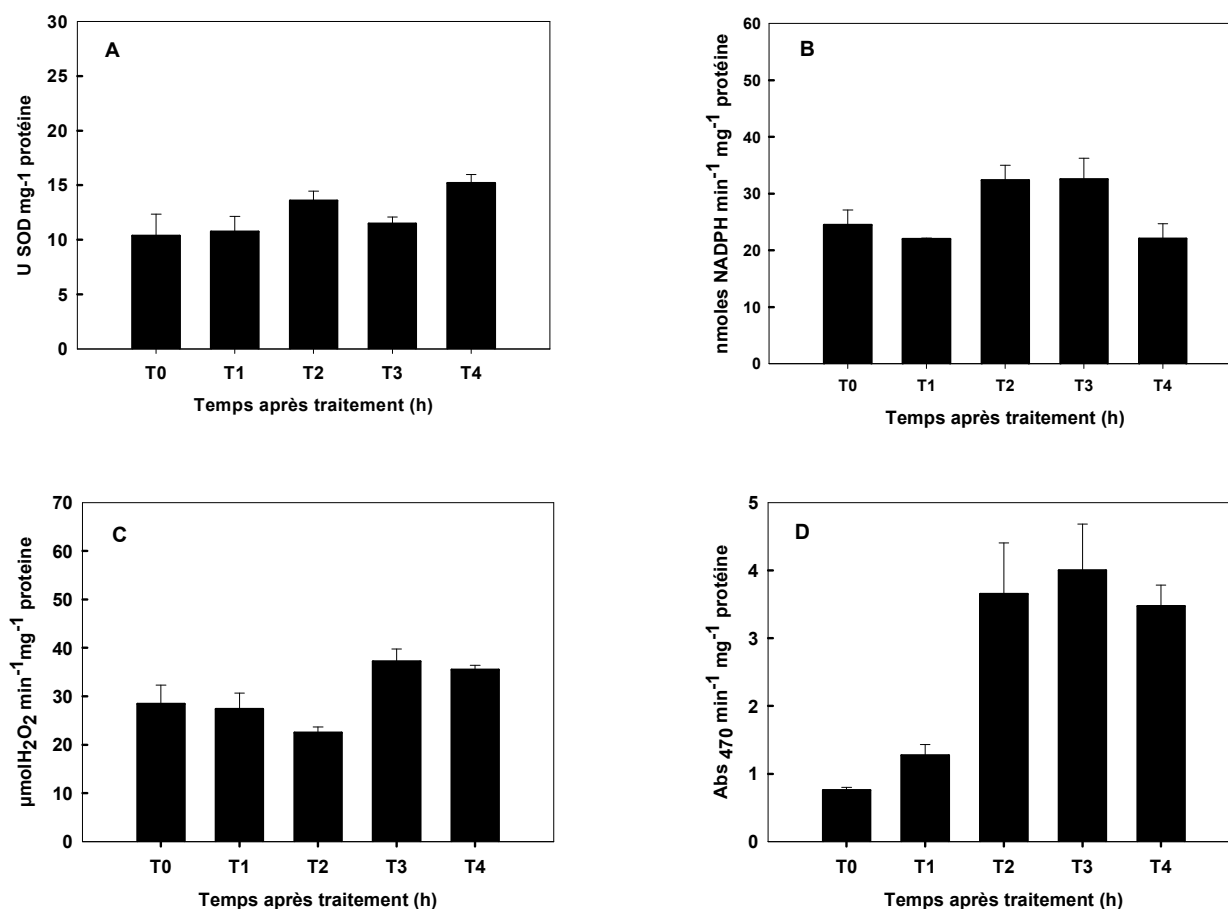 A
U SOD mg-1 protéine
30
25
20
15
10
5
0
T0 T1 T2 T3 T4
Temps après traitement (h)
B
nmoles NADPH min⁻¹ mg⁻¹ protéine
60
50
40
30
20
10
0
T0 T1 T2 T3 T4
Temps après traitement (h)
C
µmolH₂O₂ min⁻¹mg⁻¹ protéine
70
60
50
40
30
20
10
0
T0 T1 T2 T3 T4
Temps après traitement (h)
D
Abs ₄₇₀ min⁻¹ mg⁻¹ protéine
5
4
3
2
1
0
T0 T1 T2 T3 T4
Temps après traitement (h)